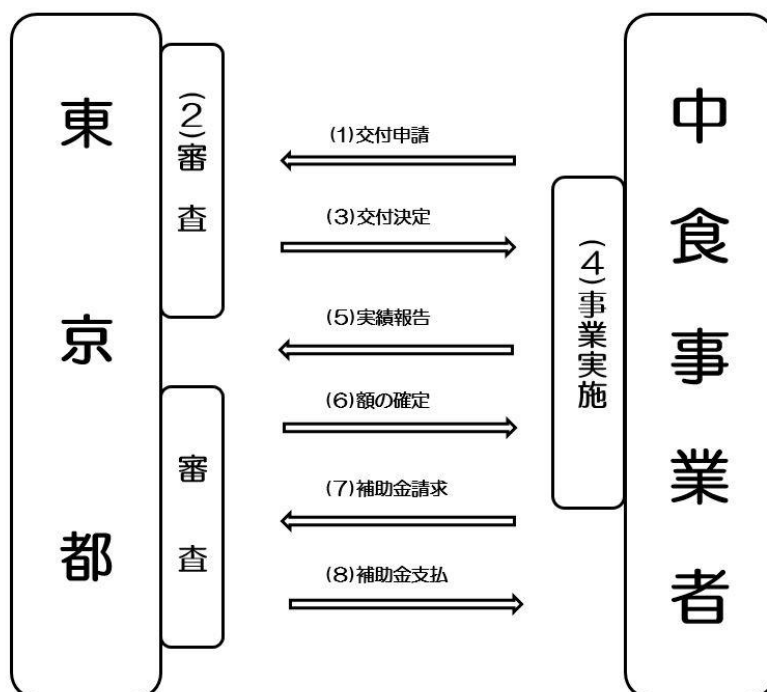 東京都
(2)審査
(1)交付申請
(3)交付決定
(5)実績報告
(6)額の確定
審査
(7)補助金請求
(8)補助金支払
(4)事業実施
中食事業者